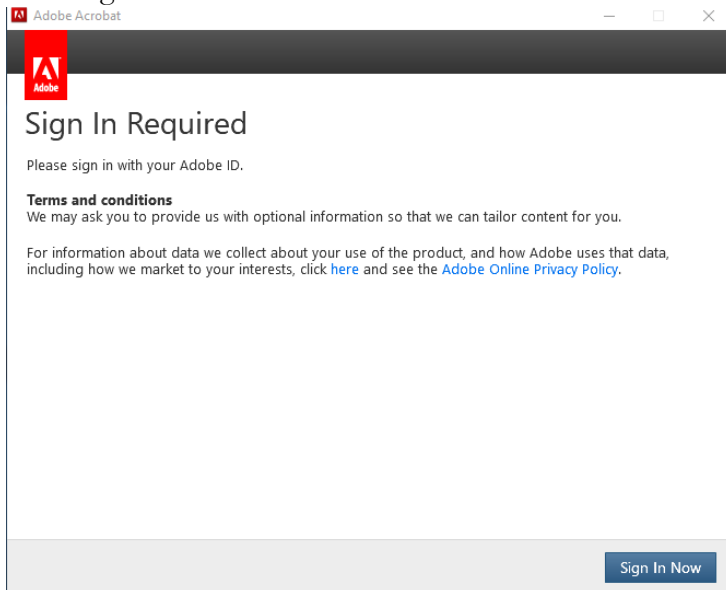 Adobe Acrobat
Adobe
Sign In Required
Please sign in with your Adobe ID.
Terms and conditions
We may ask you to provide us with optional information so that we can tailor content for you.
For information about data we collect about your use of the product, and how Adobe uses that data,
including how we market to your interests, click here and see the Adobe Online Privacy Policy.
Sign In Now